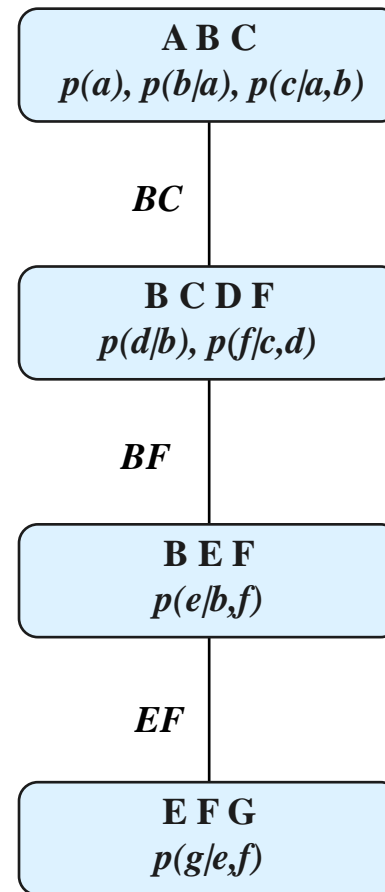 A B C
p(a), p(b/a), p(c/a,b)
BC
B C D F
p(d/b), p(f/c,d)
BF
B E F
p(e/b,f)
EF
E F G
p(g/e,f)